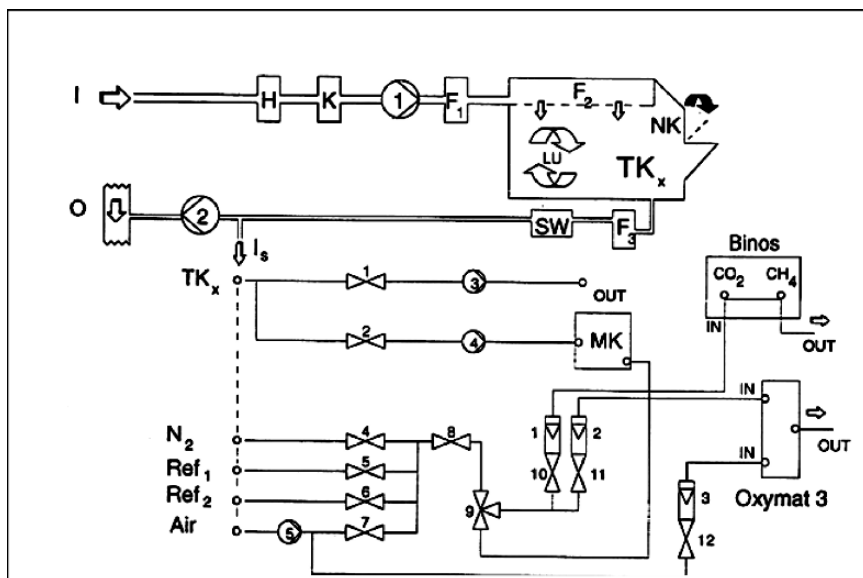 I H K 1 F1 F2 NK
LU TKx
O 2 SW F3
Is
Binos
TKx 1 3 OUT
CO2 CH4
IN OUT
2 4 MK
IN
N2 4 8 1 2 OUT
Ref1 5 10 11 IN
Ref2 6 9 3 Oxymat 3
Air 5 7 12